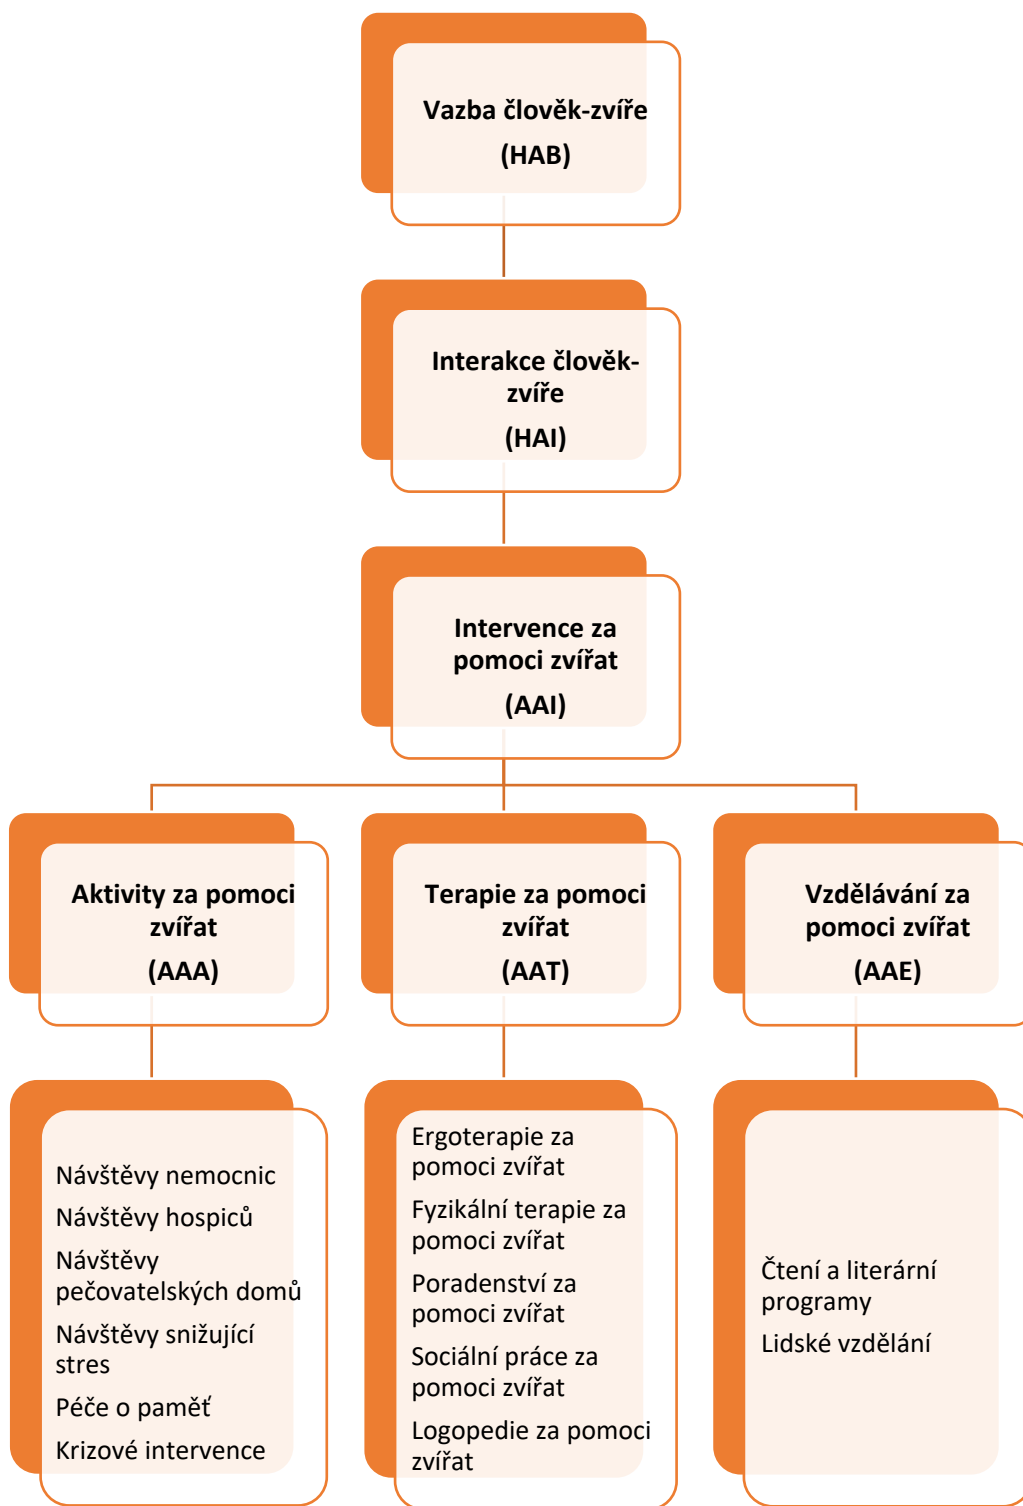 Vazba člověk-zvíře
(HAB)
Interakce člověk-
zvíře
(HAI)
Intervence za
pomoci zvířat
(AAI)
Aktivity za pomoci
zvířat
(AAA)
Terapie za pomoci
zvířat
(AAT)
Vzdělávání za
pomoci zvířat
(AAE)
Návštěvy nemocnic
Návštěvy hospiců
Návštěvy
pečovatelských domů
Návštěvy snižující
stres
Péče o paměť
Krizové intervence
Ergoterapie za
pomoci zvířat
Fyzikální terapie za
pomoci zvířat
Poradenství za
pomoci zvířat
Sociální práce za
pomoci zvířat
Logopedie za pomoci
zvířat
Čtení a literární
programy
Lidské vzdělání